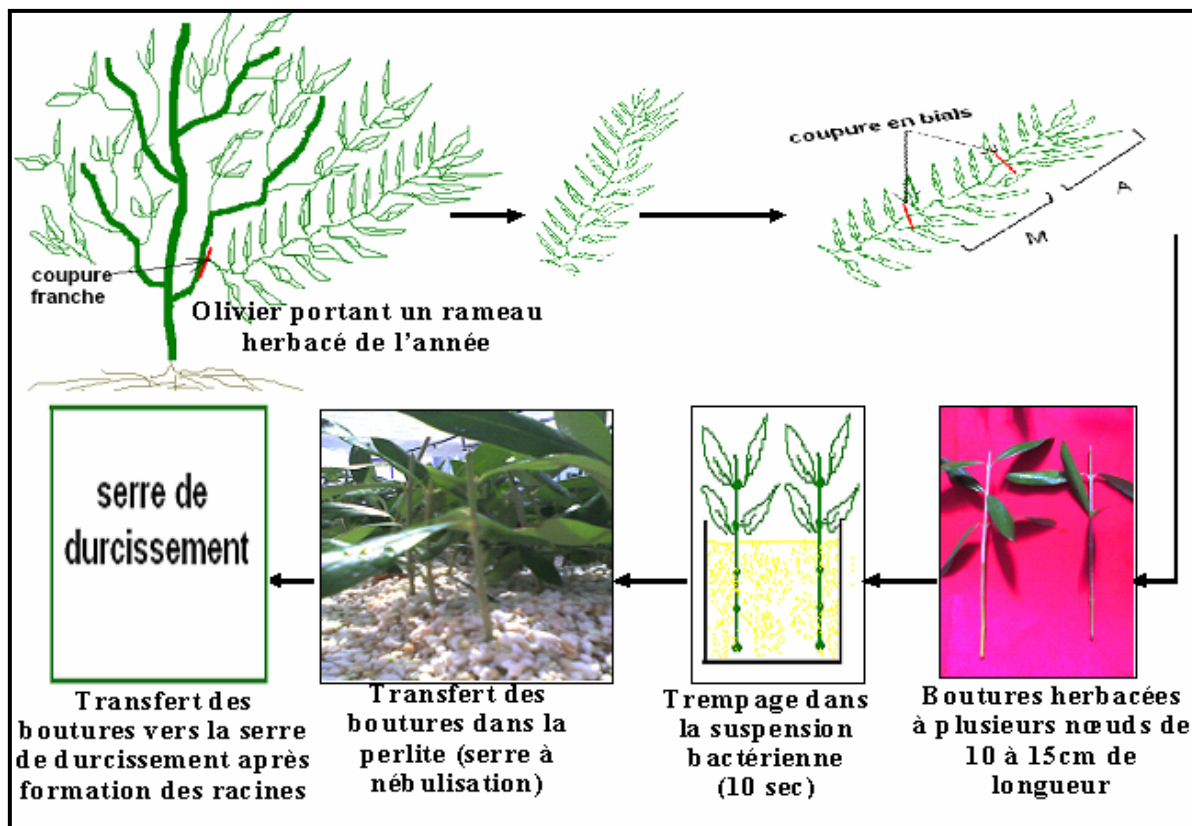 coupure
franche
Olivier portant un rameau
herbacé de l'année
coupure en biais
A
M
serre de
durcissement
Transfert des
boutures vers la serre
de durcissement après
formation des racines
Transfert des
boutures dans la
perlite (serre à
nébulisation)
Trempage dans
la suspension
bactérienne
(10 sec)
Boutures herbacées
à plusieurs nœuds de
10 à 15cm de
longueur